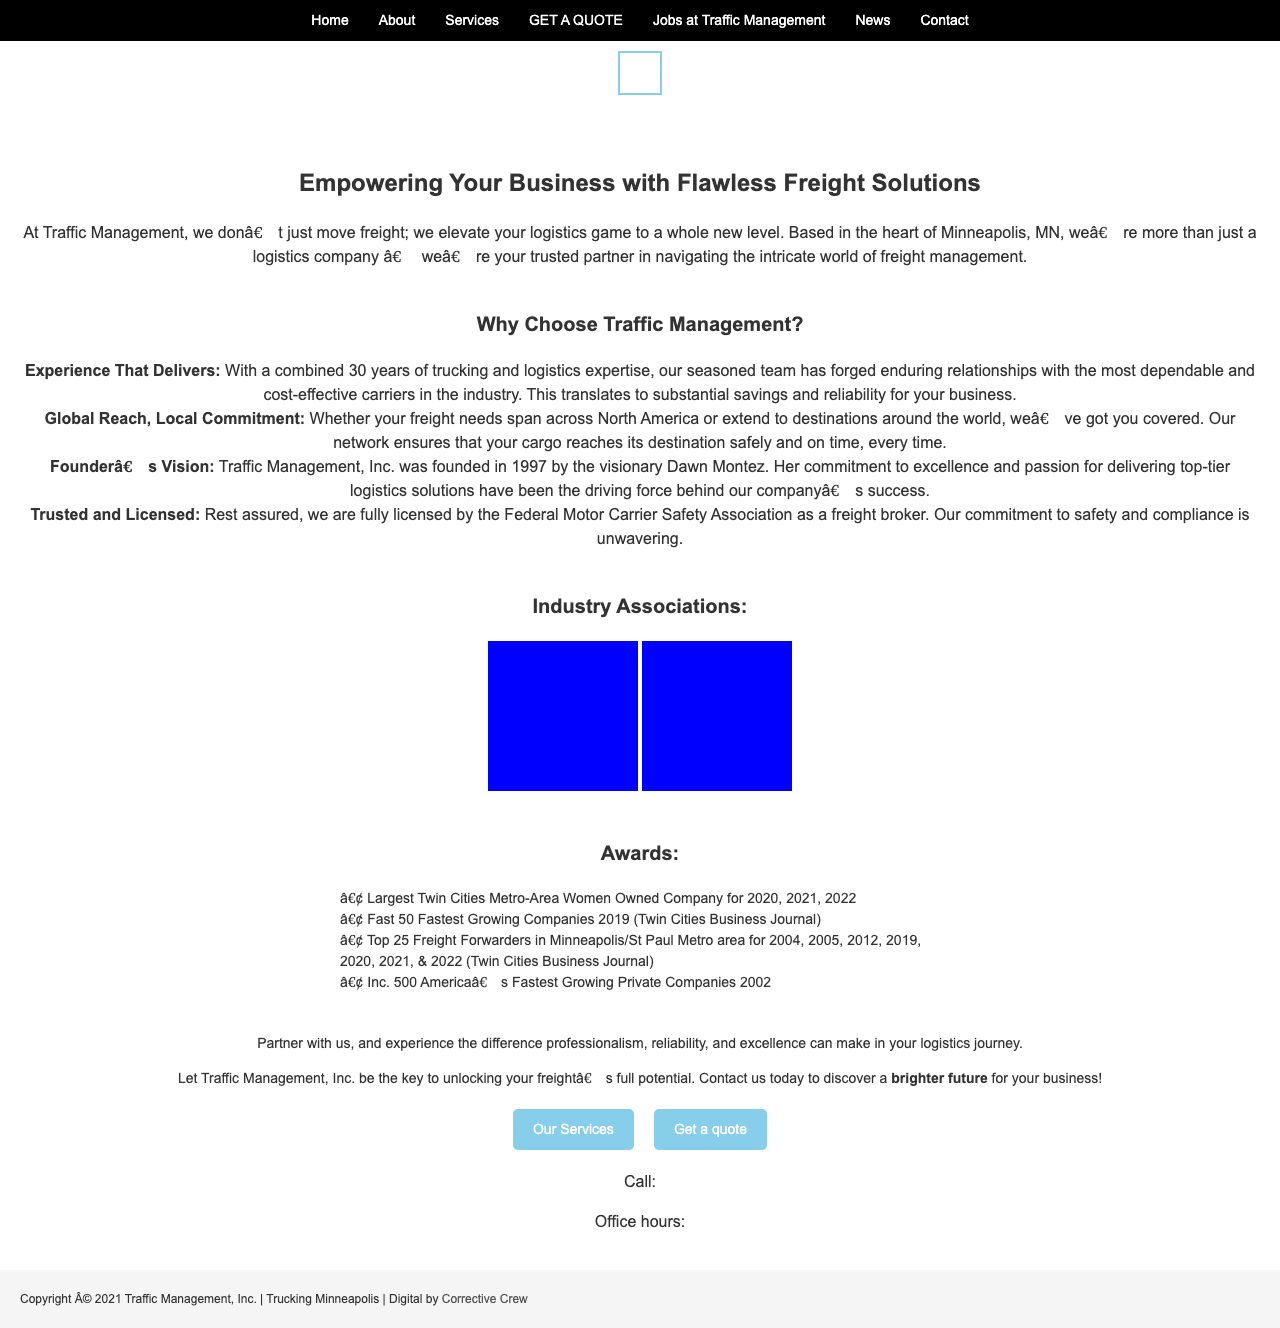 Home About Services GET A QUOTE Jobs at Traffic Management News Contact
Empowering Your Business with Flawless Freight Solutions
At Traffic Management, we donâ€ t just move freight; we elevate your logistics game to a whole new level. Based in the heart of Minneapolis, MN, weâ€ re more than just a
logistics company â€ weâ€ re your trusted partner in navigating the intricate world of freight management.
Why Choose Traffic Management?
Experience That Delivers: With a combined 30 years of trucking and logistics expertise, our seasoned team has forged enduring relationships with the most dependable and
cost-effective carriers in the industry. This translates to substantial savings and reliability for your business.
Global Reach, Local Commitment: Whether your freight needs span across North America or extend to destinations around the world, weâ€ ve got you covered. Our
network ensures that your cargo reaches its destination safely and on time, every time.
Founderâ€ s Vision: Traffic Management, Inc. was founded in 1997 by the visionary Dawn Montez. Her commitment to excellence and passion for delivering top-tier
logistics solutions have been the driving force behind our companyâ€ s success.
Trusted and Licensed: Rest assured, we are fully licensed by the Federal Motor Carrier Safety Association as a freight broker. Our commitment to safety and compliance is
unwavering.
Industry Associations:
Awards:
â€¢ Largest Twin Cities Metro-Area Women Owned Company for 2020, 2021, 2022
â€¢ Fast 50 Fastest Growing Companies 2019 (Twin Cities Business Journal)
â€¢ Top 25 Freight Forwarders in Minneapolis/St Paul Metro area for 2004, 2005, 2012, 2019,
2020, 2021, & 2022 (Twin Cities Business Journal)
â€¢ Inc. 500 Americaâ€ s Fastest Growing Private Companies 2002
Partner with us, and experience the difference professionalism, reliability, and excellence can make in your logistics journey.
Let Traffic Management, Inc. be the key to unlocking your freightâ€ s full potential. Contact us today to discover a brighter future for your business!
Our Services Get a quote
Call:
Office hours:
Copyright Â© 2021 Traffic Management, Inc. | Trucking Minneapolis | Digital by Corrective Crew